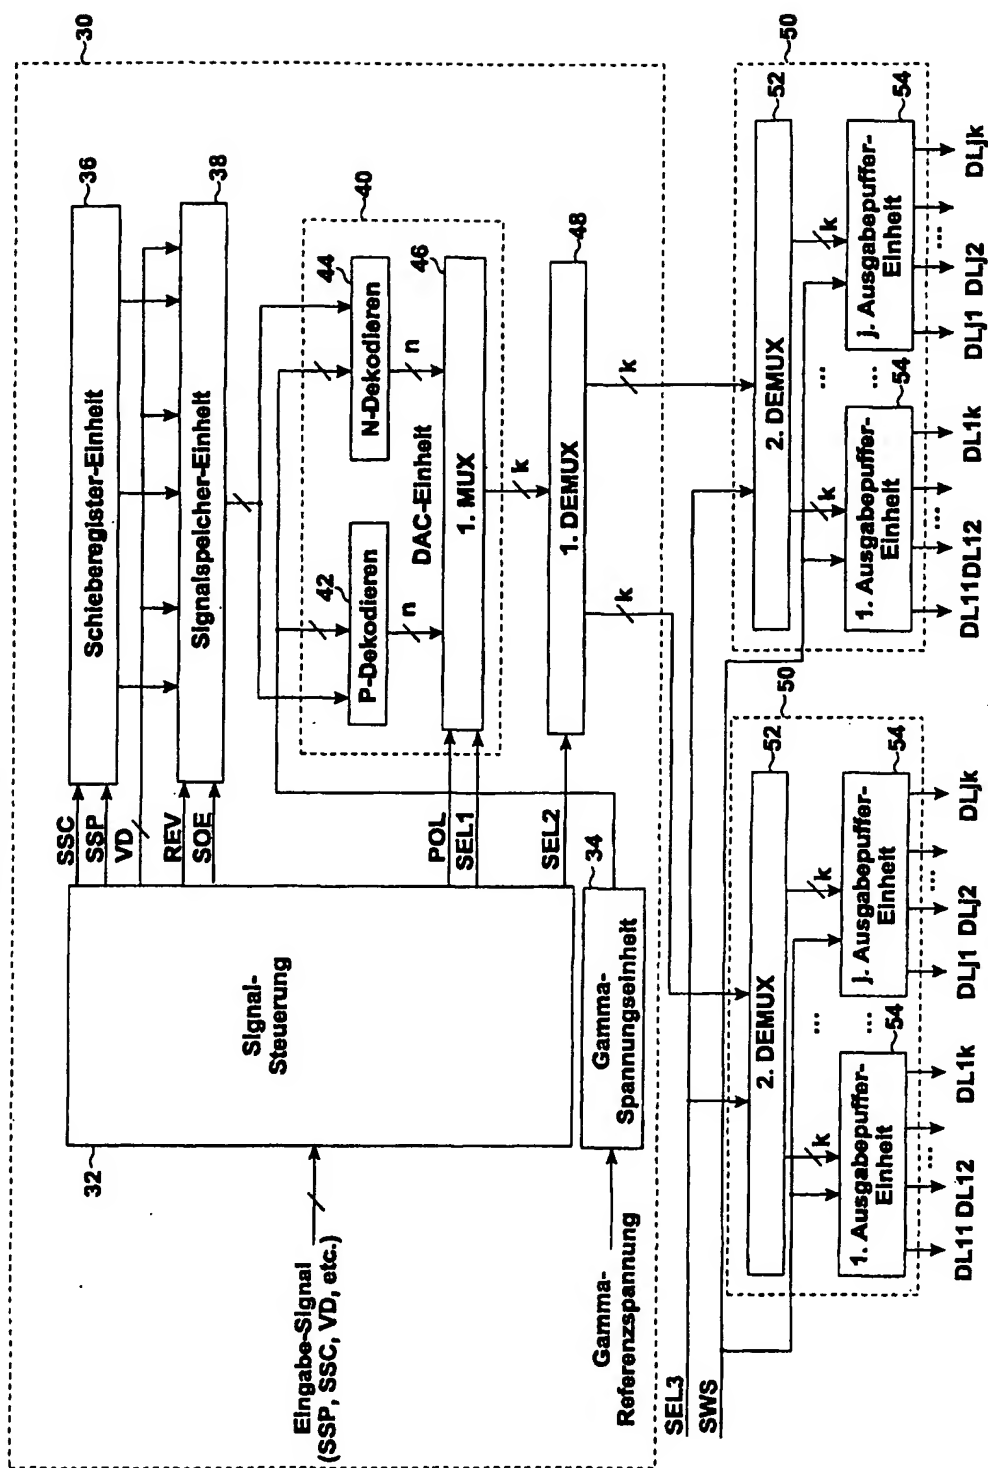 30
36
Schieberegister-Einheit
38
Signalspeicher-Einheit
SSC
SSP
VD
REV
SOE
POL
SEL1
SEL2
32
Signal-
Steuerung
34
Gamma-
Spannungseinheit
Eingabe-Signal
(SSP, SSC, VD, etc.)
Gamma-
Referenzspannung
40
42
P-Dekodieren
44
N-Dekodieren
n
n
DAC-Einheit
46
1. MUX
k
48
1. DEMUX
k
k
SEL3
SWS
50
52
2. DEMUX
k
k
54
1. Ausgabepuffer-
Einheit
...
...
54
j. Ausgabepuffer-
Einheit
...
...
DL11 DL12 DL1k DLj1 DLj2 DLjk
50
52
2. DEMUX
k
k
54
1. Ausgabepuffer-
Einheit
...
...
54
j. Ausgabepuffer-
Einheit
...
...
DL11 DL12 DL1k DLj1 DLj2 DLjk